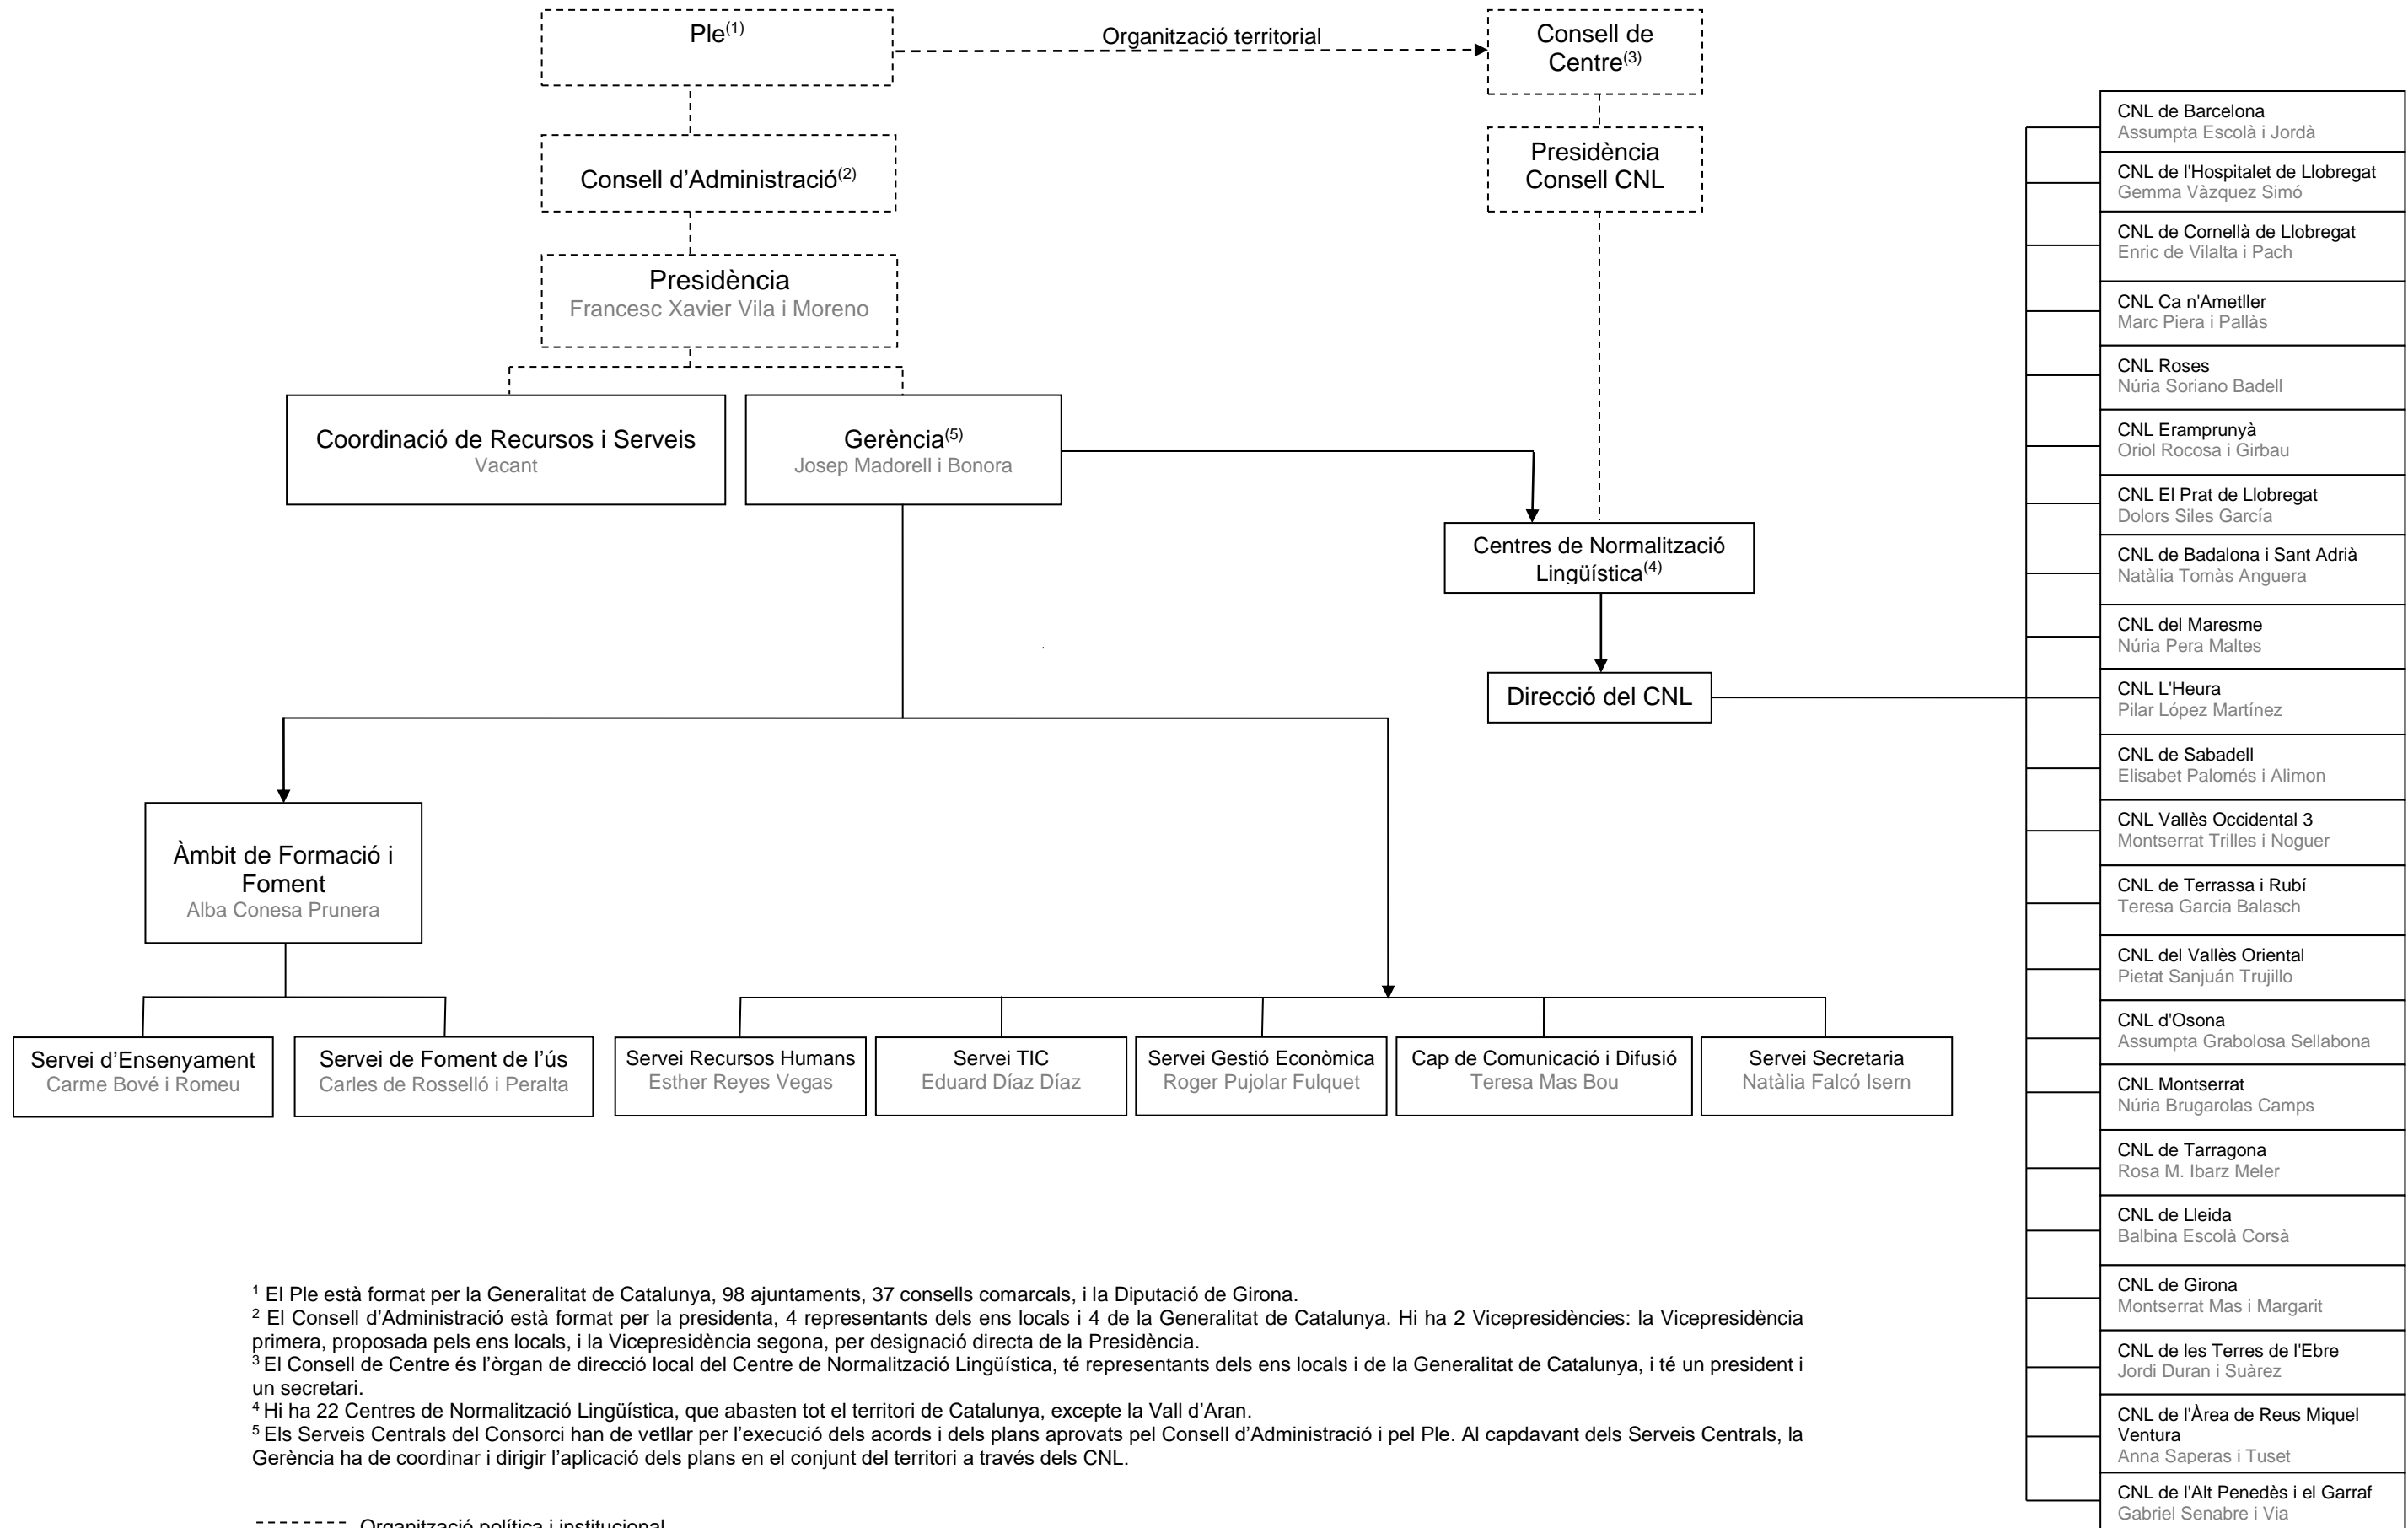 Ple(1)
Organització territorial
Consell de
Centre(3)
Consell d’Administració(2)
Presidència
Consell CNL
Presidència
Francesc Xavier Vila i Moreno
Coordinació de Recursos i Serveis
Vacant
Gerència(5)
Josep Madorell i Bonora
Centres de Normalització
Lingüística(4)
Direcció del CNL
Àmbit de Formació i
Foment
Alba Conesa Prunera
Servei d’Ensenyament
Carme Bové i Romeu
Servei de Foment de l’ús
Carles de Rosselló i Peralta
Servei Recursos Humans
Esther Reyes Vegas
Servei TIC
Eduard Díaz Díaz
Servei Gestió Econòmica
Roger Pujolar Fulquet
Cap de Comunicació i Difusió
Teresa Mas Bou
Servei Secretaria
Natàlia Falcó Isern
CNL de Barcelona
Assumpta Escolà i Jordà
CNL de l'Hospitalet de Llobregat
Gemma Vàzquez Simó
CNL de Cornellà de Llobregat
Enric de Vilalta i Pach
CNL Ca n'Ametller
Marc Piera i Pallàs
CNL Roses
Núria Soriano Badell
CNL Eramprunyà
Oriol Rocosa i Girbau
CNL El Prat de Llobregat
Dolors Siles García
CNL de Badalona i Sant Adrià
Natàlia Tomàs Anguera
CNL del Maresme
Núria Pera Maltes
CNL L'Heura
Pilar López Martínez
CNL de Sabadell
Elisabet Palomés i Alimon
CNL Vallès Occidental 3
Montserrat Trilles i Noguer
CNL de Terrassa i Rubí
Teresa Garcia Balasch
CNL del Vallès Oriental
Pietat Sanjuán Trujillo
CNL d'Osona
Assumpta Grabolosa Sellabona
CNL Montserrat
Núria Brugarolas Camps
CNL de Tarragona
Rosa M. Ibarz Meler
CNL de Lleida
Balbina Escolà Corsà
CNL de Girona
Montserrat Mas i Margarit
CNL de les Terres de l'Ebre
Jordi Duran i Suàrez
CNL de l'Àrea de Reus Miquel
Ventura
Anna Saperas i Tuset
CNL de l'Alt Penedès i el Garraf
Gabriel Senabre i Via
1 El Ple està format per la Generalitat de Catalunya, 98 ajuntaments, 37 consells comarcals, i la Diputació de Girona.
2 El Consell d’Administració està format per la presidenta, 4 representants dels ens locals i 4 de la Generalitat de Catalunya. Hi ha 2 Vicepresidències: la Vicepresidència
primera, proposada pels ens locals, i la Vicepresidència segona, per designació directa de la Presidència.
3 El Consell de Centre és l’òrgan de direcció local del Centre de Normalització Lingüística, té representants dels ens locals i de la Generalitat de Catalunya, i té un president i
un secretari.
4 Hi ha 22 Centres de Normalització Lingüística, que abasten tot el territori de Catalunya, excepte la Vall d’Aran.
5 Els Serveis Centrals del Consorci han de vetllar per l’execució dels acords i dels plans aprovats pel Consell d’Administració i pel Ple. Al capdavant dels Serveis Centrals, la
Gerència ha de coordinar i dirigir l’aplicació dels plans en el conjunt del territori a través dels CNL.
Organització política i institucional